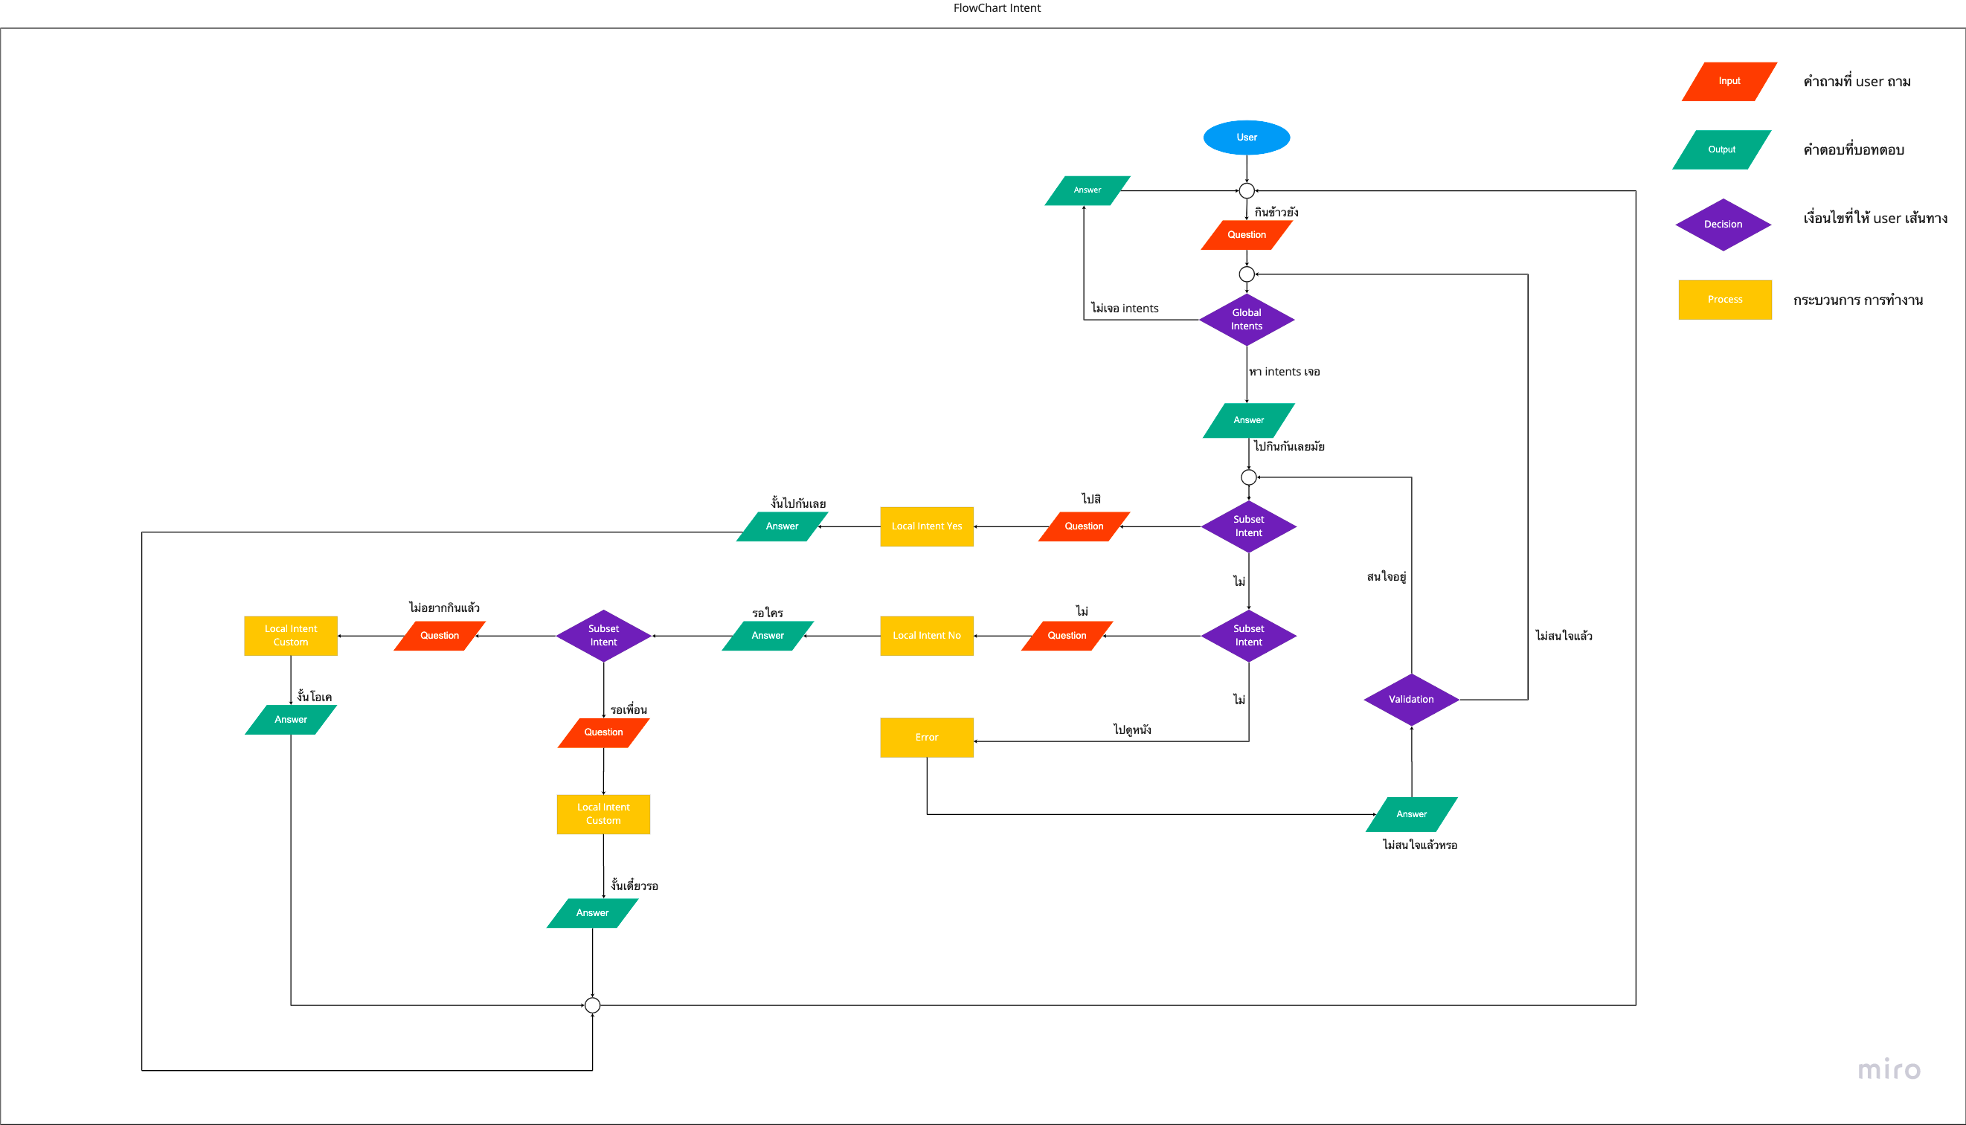 FlowChart Intent
Input
คำถามที่ user ถาม
User
Output
คำตอบที่บอทตอบ
Answer
กินข้าวยัง
Question
Decision
เงื่อนไขที่ให้ user เส้นทาง
ไม่เจอ intents
Global
Intents
Process
กระบวนการ การทำงาน
หา intents เจอ
Answer
ไปกินกันเลยมัย
งั้นไปกันเลย
Answer
Local Intent Yes
ไปสิ
Question
Subset
Intent
ไม่
สนใจอยู่
ไม่อยากกินแล้ว
Local Intent
Custom
Question
Subset
Intent
รอใคร
Answer
Local Intent No
ไม่
Question
Subset
Intent
ไม่สนใจแล้ว
งั้นโอเค
Answer
รอเพื่อน
Question
ไม่
Validation
Error
ไปดูหนัง
Local Intent
Custom
Answer
ไม่สนใจแล้วหรอ
งั้นเดี๋ยวรอ
Answer
miro